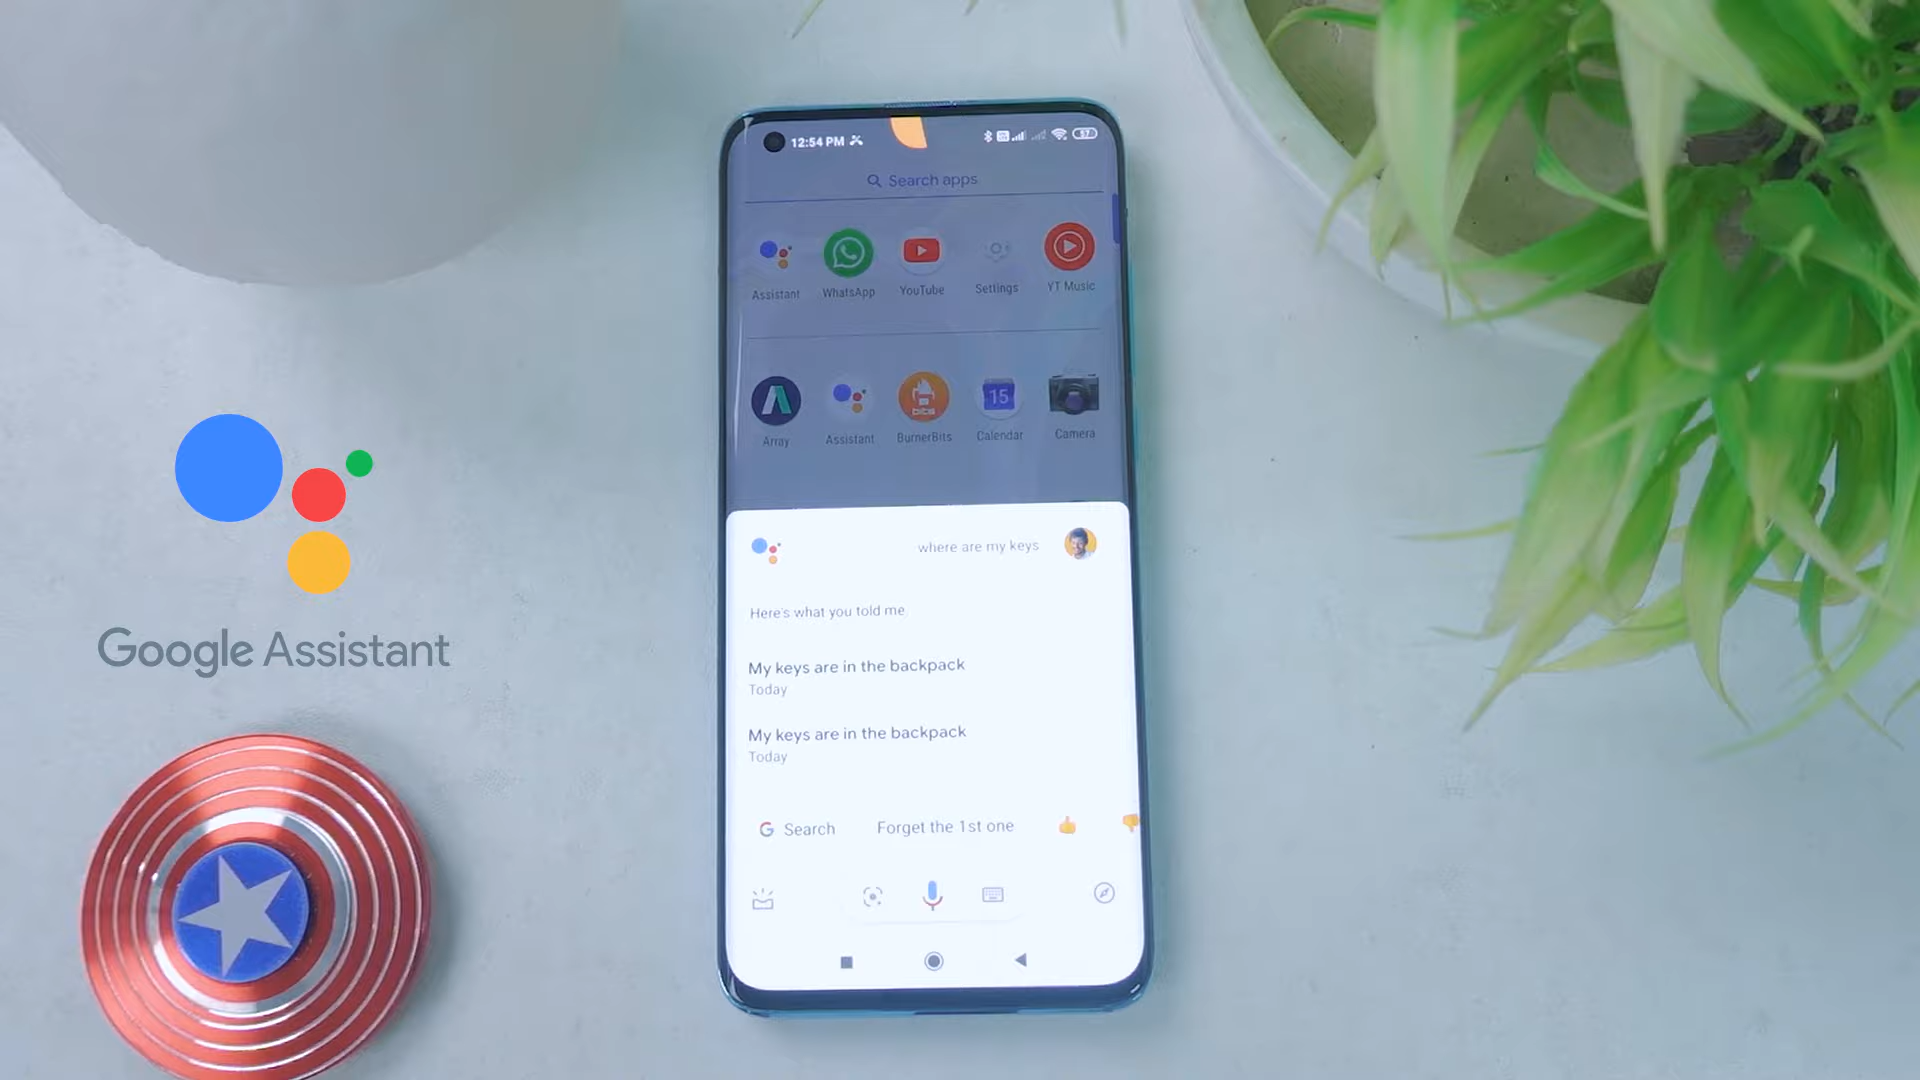 12:54 PM
57
Search apps
Assistant
WhatsApp
YouTube
Settings
YT Music
15
bits
Array
Assistant
BurnerBits
Calendar
Camera
where are my keys
Here's what you told me
My keys are in the backpack
Today
My keys are in the backpack
Today
G Search
Forget the 1st one
Google Assistant